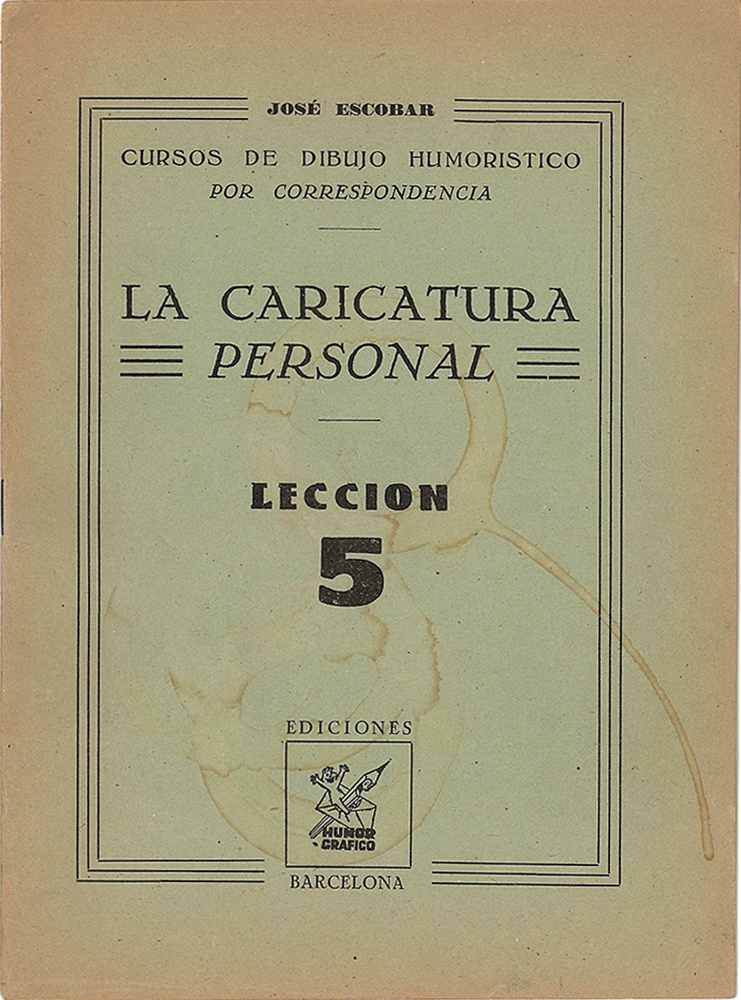 JOSÉ ESCOBAR
CURSOS DE DIBUJO HUMORISTICO
POR CORRESPONDENCIA
LA CARICATURA
PERSONAL
LECCION
5
EDICIONES
HUMOR
GRAFICO
BARCELONA